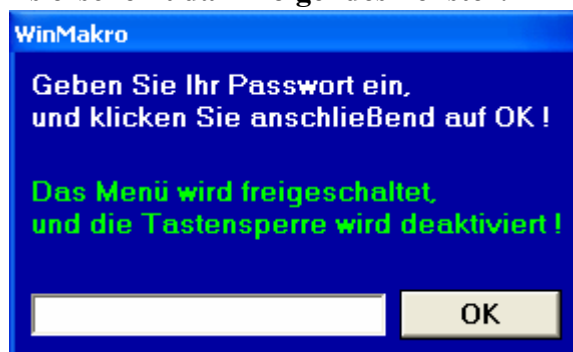 WinMakro
Geben Sie Ihr Passwort ein,
und klicken Sie anschließend auf OK !
Das Menü wird freigeschaltet,
und die Tastensperre wird deaktiviert !
OK